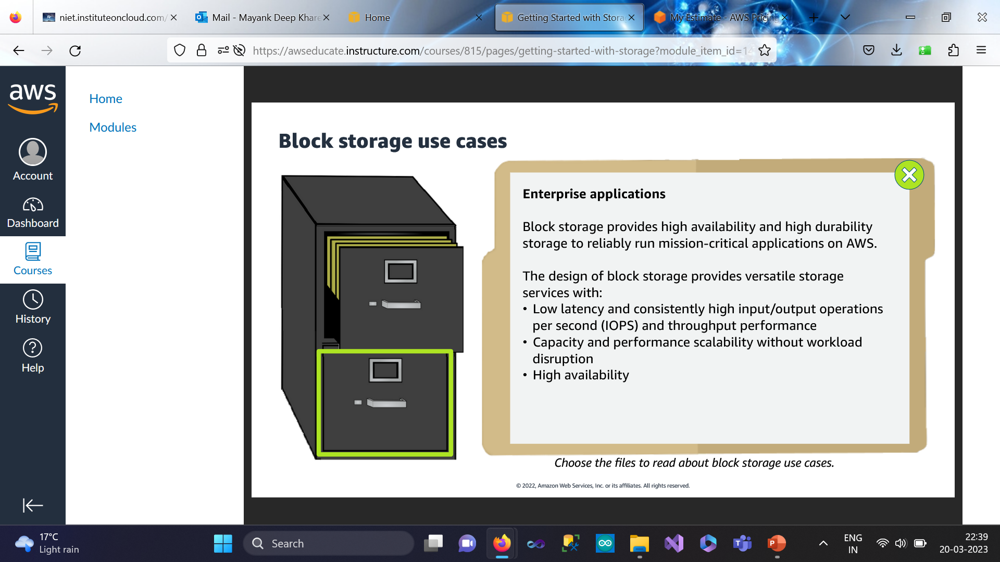 niet.instituteoncloud.com/
Mail - Mayank Deep Khare
Home
Getting Started with Stora
My Estimate - AWS Pricing
https://awseducate.instructure.com/courses/815/pages/getting-started-with-storage?module_item_id=14
aws
Account
Dashboard
Courses
History
Help
Home
Modules
Block storage use cases
Enterprise applications
Block storage provides high availability and high durability
storage to reliably run mission-critical applications on AWS.
The design of block storage provides versatile storage
services with:
• Low latency and consistently high input/output operations
per second (IOPS) and throughput performance
• Capacity and performance scalability without workload
disruption
• High availability
Choose the files to read about block storage use cases.
© 2022, Amazon Web Services, Inc. or its affiliates. All rights reserved.
17°C
Light rain
Search
ENG
IN
22:39
20-03-2023